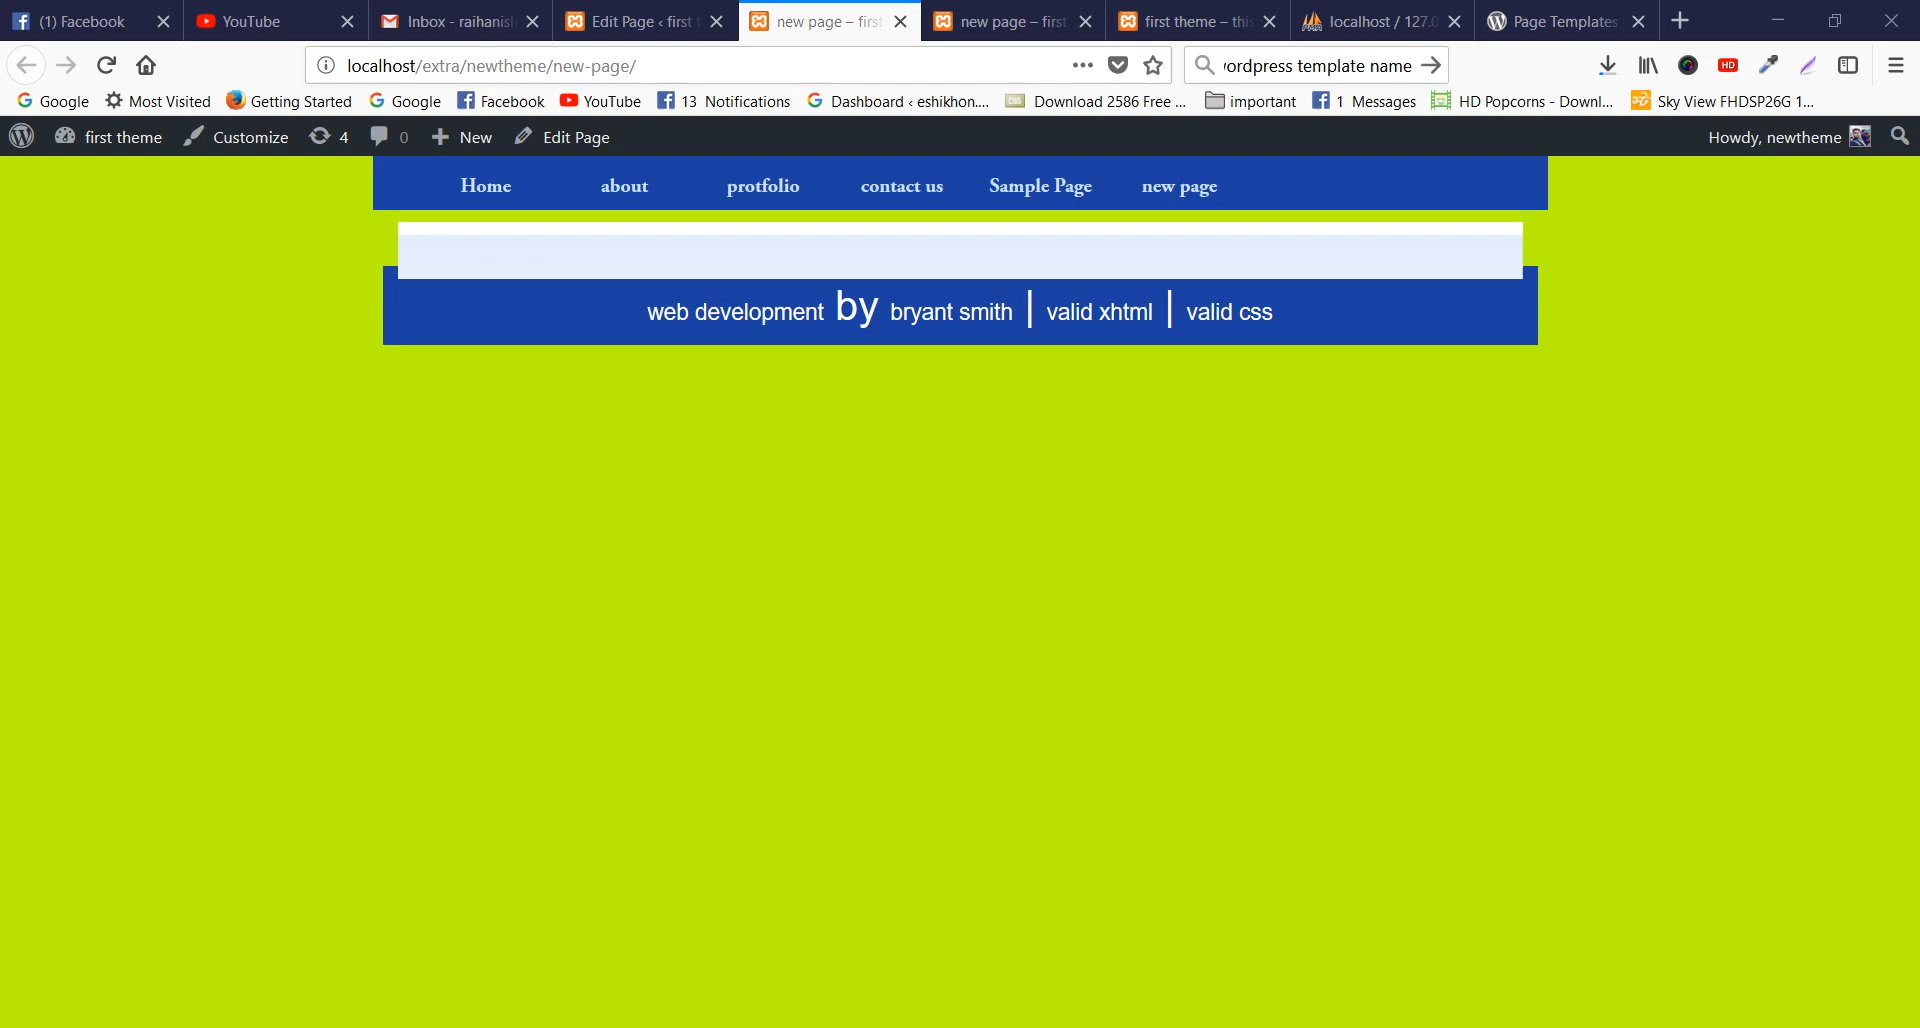 (1) Facebook YouTube Inbox - raihanisl Edit Page ‹ first t new page – first new page – first first theme – this localhost / 127.0 Page Templates
localhost/extra/newtheme/new-page/ wordpress template name HD
Google Most Visited Getting Started Google Facebook YouTube 13 Notifications Dashboard ‹ eshikhon.... Download 2586 Free ... important 1 Messages HD Popcorns - Downl... Sky View FHDSP26G 1...
first theme Customize 4 0 New Edit Page Howdy, newtheme
Home about protfolio contact us Sample Page new page
web development by bryant smith | valid xhtml | valid css